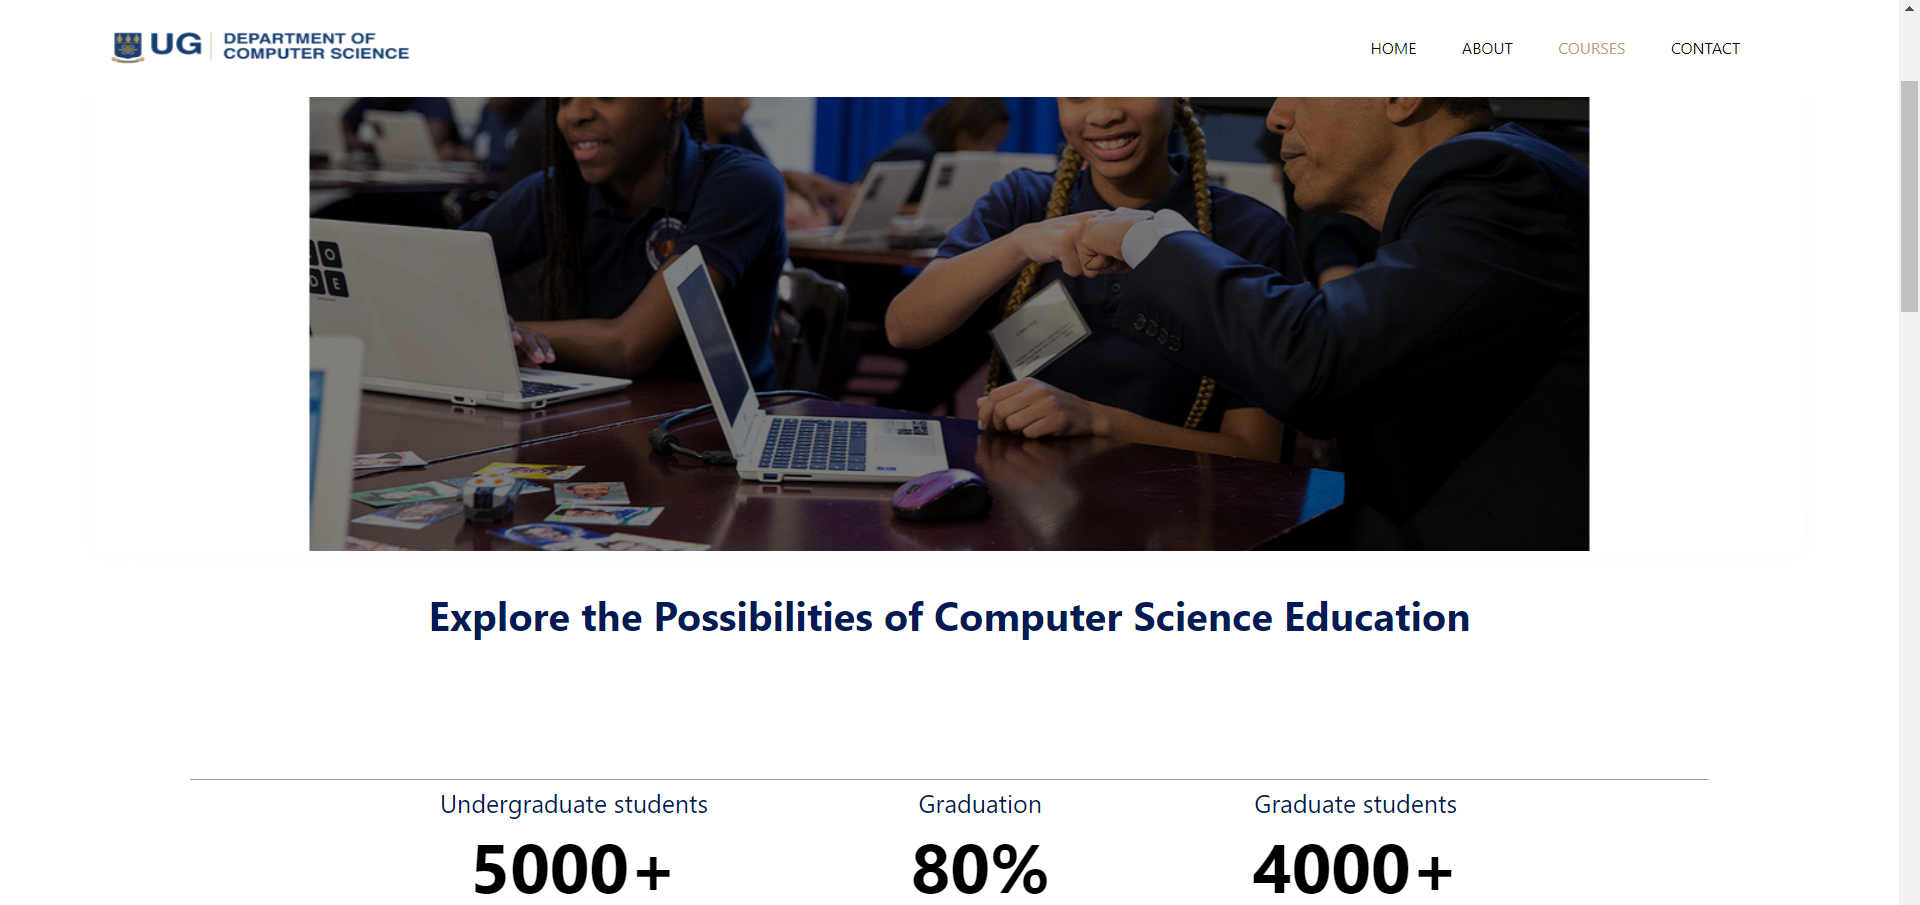 UG
DEPARTMENT OF
COMPUTER SCIENCE
HOME
ABOUT
COURSES
CONTACT
O
D E
Explore the Possibilities of Computer Science Education
Undergraduate students
Graduation
Graduate students
5000+
80%
4000+